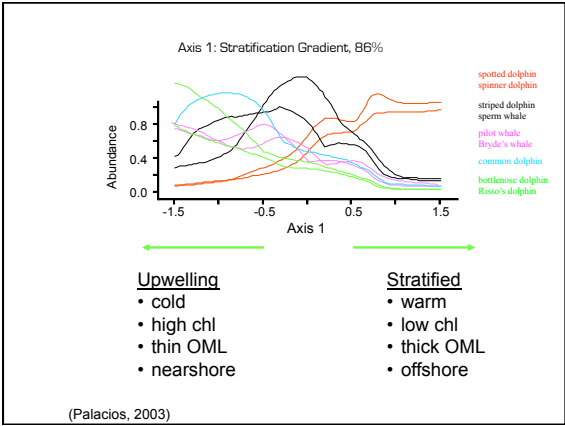 Axis 1: Stratification Gradient, 86%
spotted dolphin
spinner dolphin
striped dolphin
sperm whale
pilot whale
Bryde's whale
common dolphin
bottlenose dolphin
Risso's dolphin
Abundance
0.8
0.4
0.0
-1.5
-0.5
0.5
1.5
Axis 1
Upwelling
• cold
• high chl
• thin OML
• nearshore
Stratified
• warm
• low chl
• thick OML
• offshore
(Palacios, 2003)